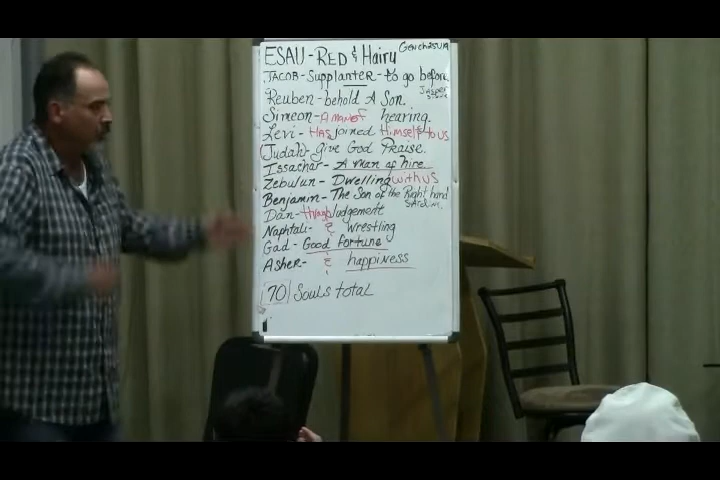 ESAU - RED & Hairy
JACOB - Supplanter - to go before
Reuben - behold A Son.
Simeon - A man of hearing.
Levi - Has joined Himself to us
(Judah - Give God Praise.
Issachar - A man of hire
Zebulun - Dwelling with us
Benjamin - The Son of the Right hand
Dan - judgement
Naphtali - & wrestling
Gad - Good fortune
Asher - & happiness
70 Souls total